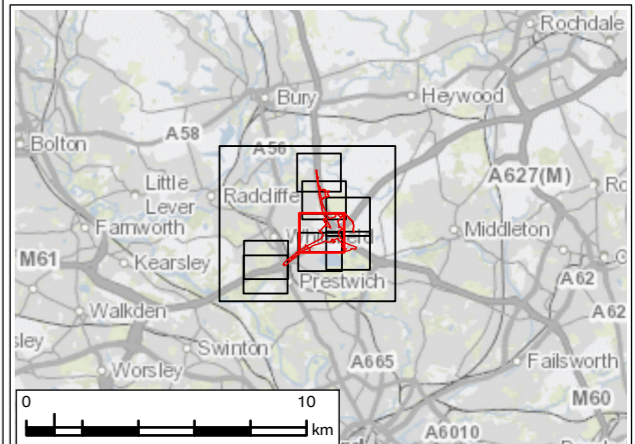 Rochdale
Bury
Heywood
A58
Bolton
A56
A627(M)
Little
Lever
Radcliffe
Ro
Farnworth
Middleton
M61
Kearsley
A62
Prestwich
Walkden
A62
sley
Swinton
A665
Failsworth
Worsley
M60
0
10
km
A6010